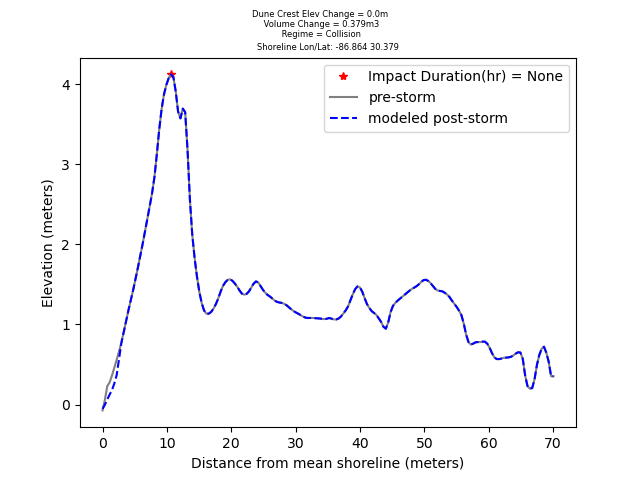 Dune Crest Elev Change = 0.0m
Volume Change = 0.379m3
Regime = Collision
Shoreline Lon/Lat: -86.864 30.379
Impact Duration(hr) = None
pre-storm
modeled post-storm
Elevation (meters)
4
3
2
1
0
0 10 20 30 40 50 60 70
Distance from mean shoreline (meters)